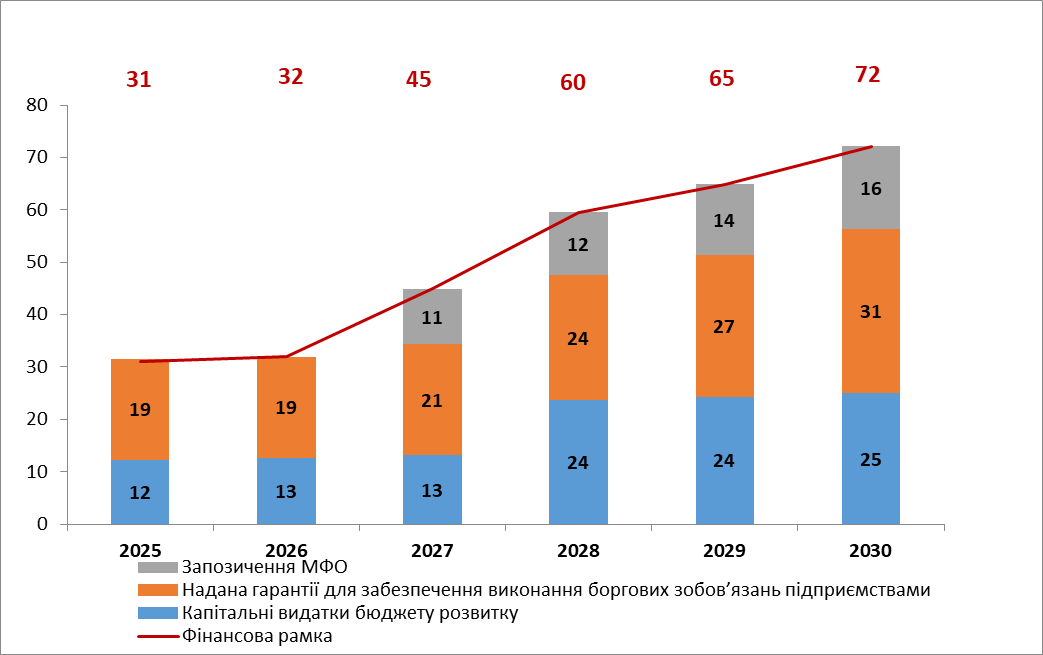 31 32 45 60 65 72
80
70
60
50
40
30
20
10
0
16
14
12
11
31
27
24
21
19 19
12 13 13 24 24 25
2025 2026 2027 2028 2029 2030
Запозичення МФО
Надана гарантії для забезпечення виконання боргових зобов’язань підприємствами
Капітальні видатки бюджету розвитку
Фінансова рамка